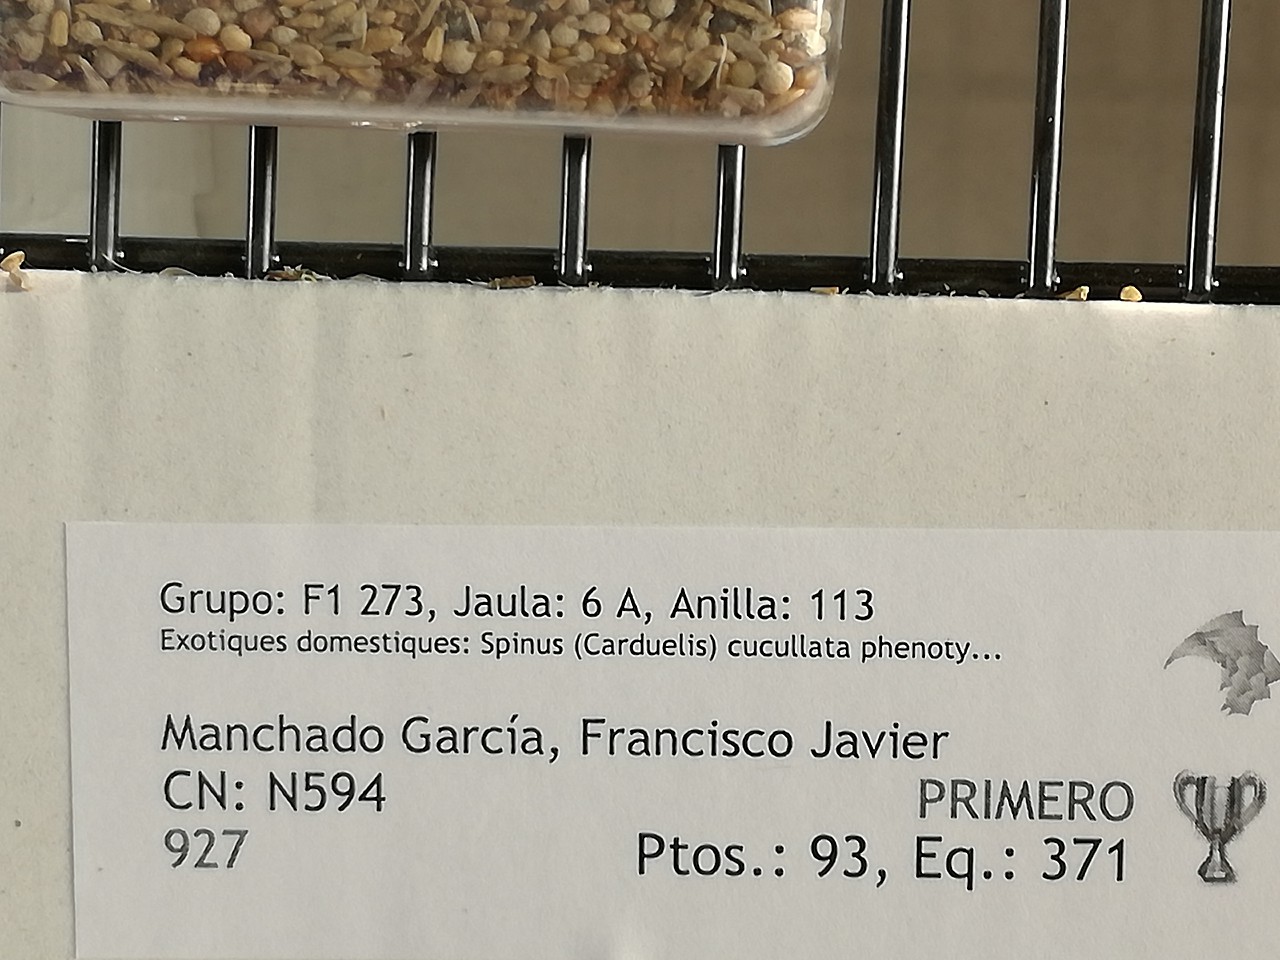 Grupo: F1 273, Jaula: 6 A, Anilla: 113
Exotiques domestiques: Spinus (Carduelis) cucullata phenoty...
Manchado García, Francisco Javier
CN: N594
PRIMERO
927
Ptos.: 93, Eq.: 371